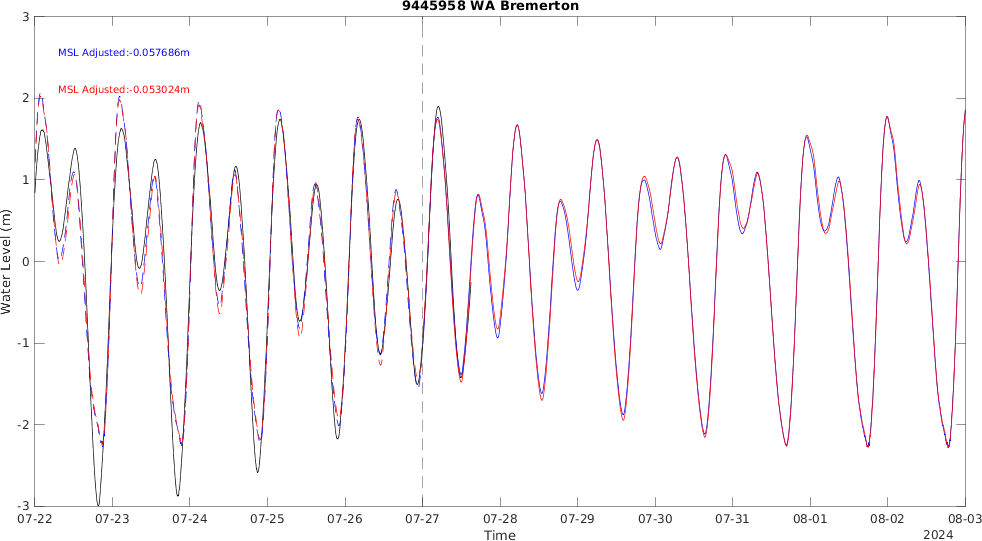 9445958 WA Bremerton
3
MSL Adjusted:-0.057686m
MSL Adjusted:-0.053024m
2
1
0
-1
-2
-3
Water Level (m)
07-22 07-23 07-24 07-25 07-26 07-27 07-28 07-29 07-30 07-31 08-01 08-02 08-03
Time
2024